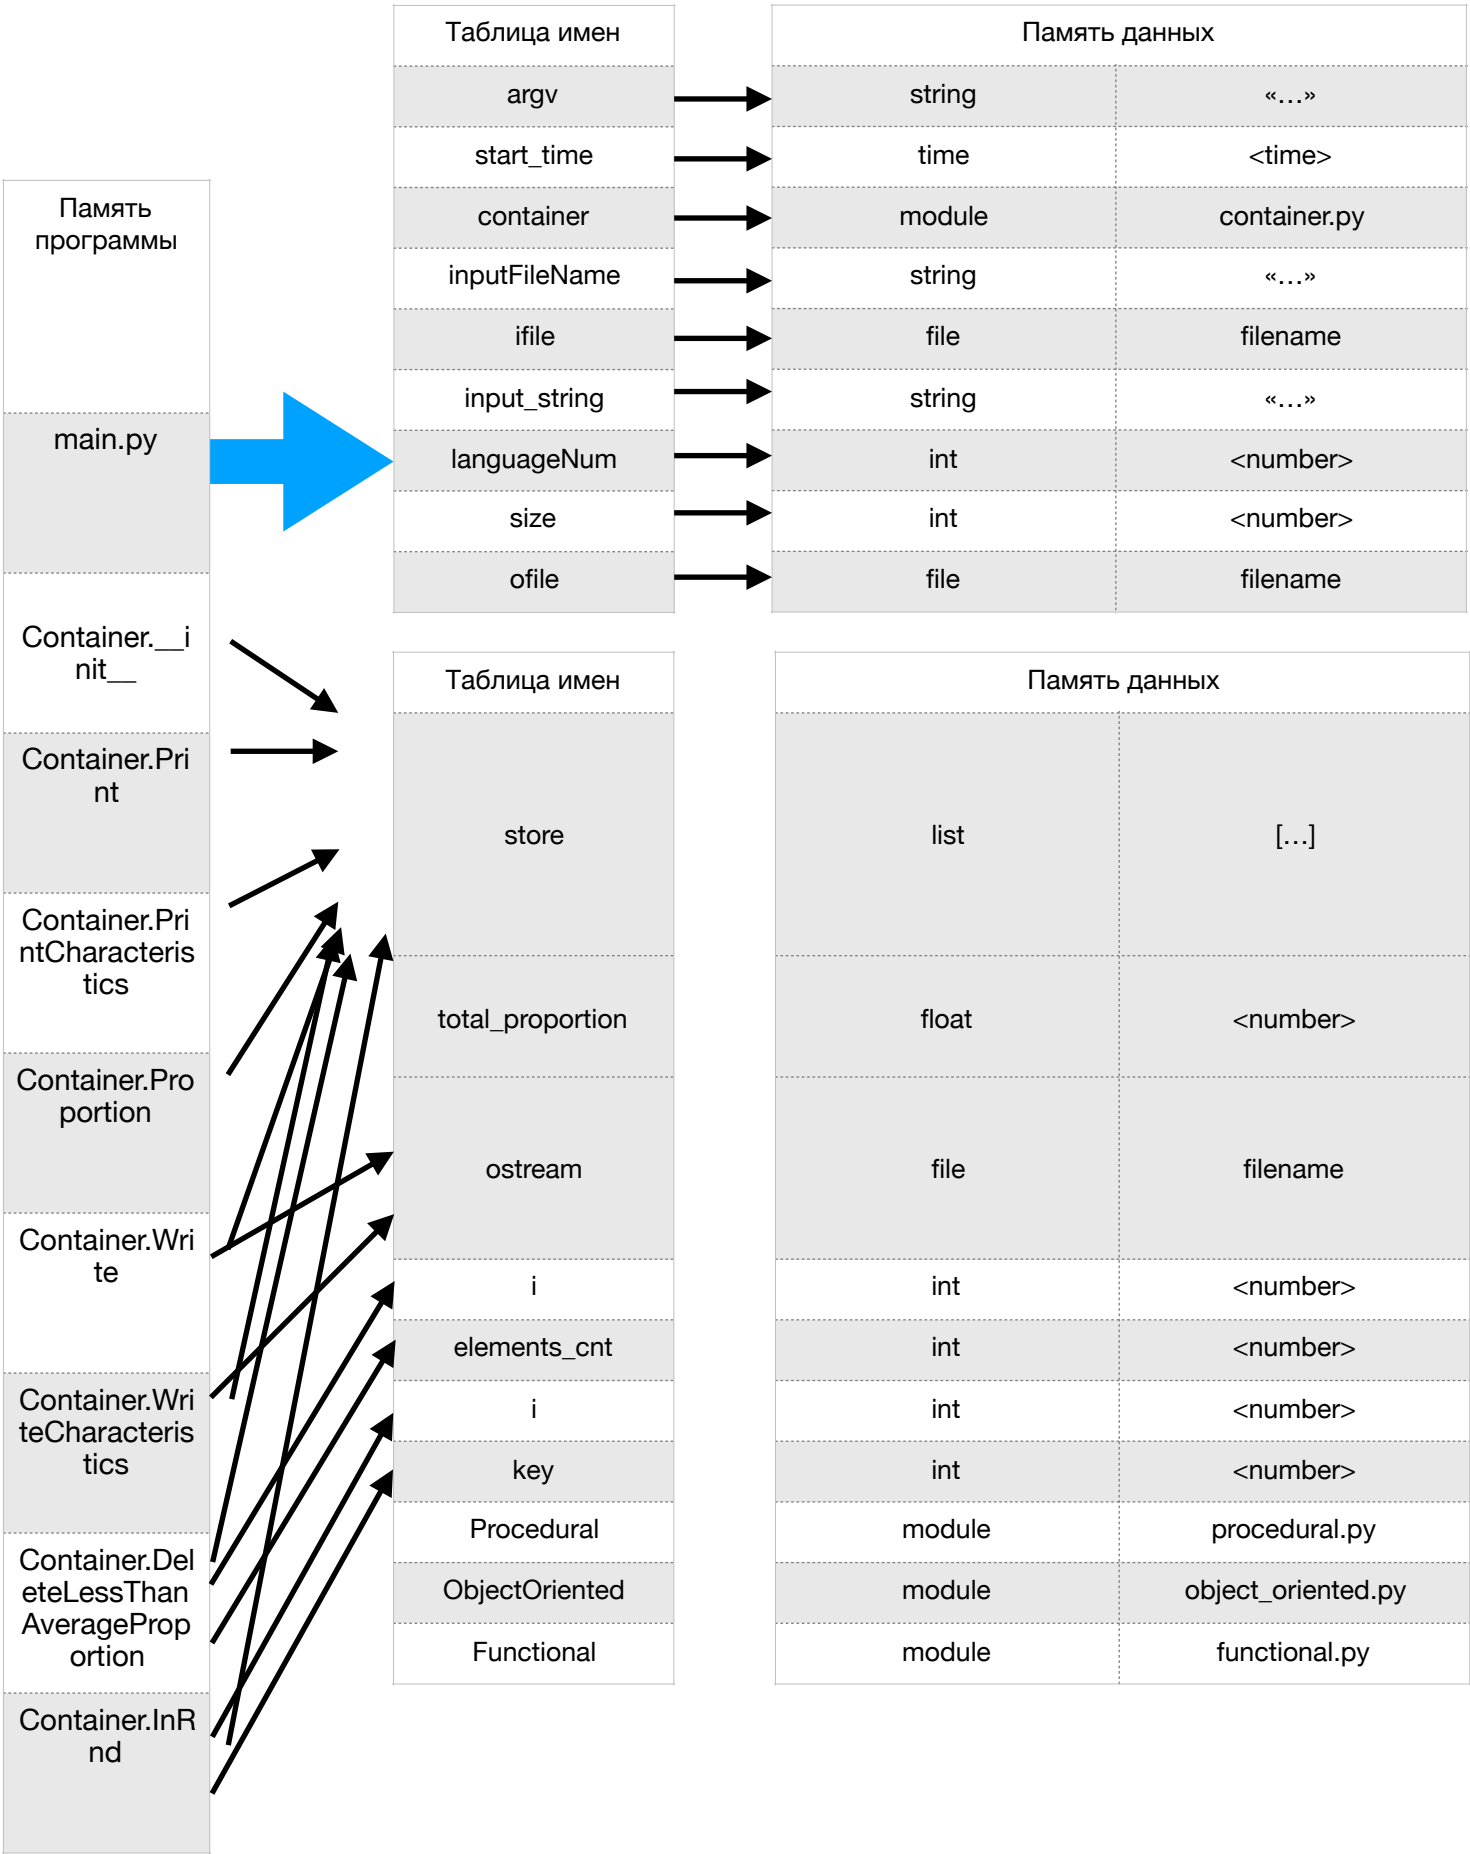 Таблица имен
argv
start_time
container
inputFileName
ifile
input_string
languageNum
size
ofile
Память данных
string «…»
time <time>
module container.py
string «…»
file filename
string «…»
int <number>
int <number>
file filename
Память
программы
main.py
Container.__i
nit__
Container.Pri
nt
Container.Pri
ntCharacteris
tics
Container.Pro
portion
Container.Wri
te
Container.Wri
teCharacteris
tics
Container.Del
eteLessThan
AverageProp
ortion
Container.InR
nd
Таблица имен
store
total_proportion
ostream
i
elements_cnt
i
key
Procedural
ObjectOriented
Functional
Память данных
list […]
float <number>
file filename
int <number>
int <number>
int <number>
int <number>
module procedural.py
module object_oriented.py
module functional.py